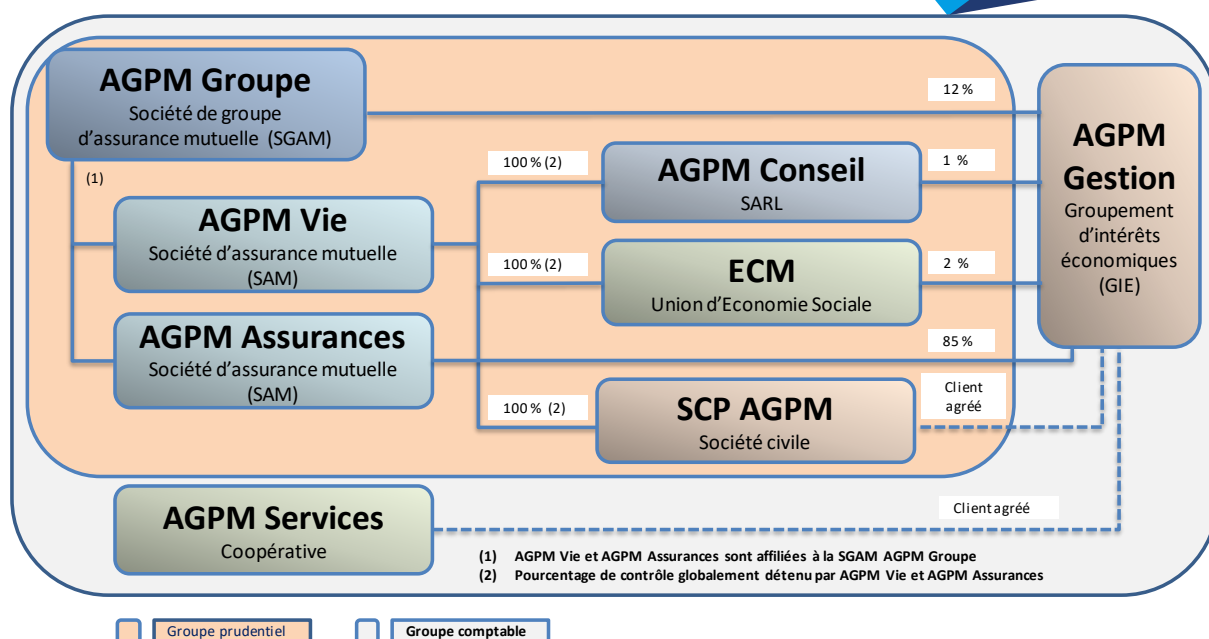 AGPM Groupe
Société de groupe
d'assurance mutuelle (SGAM)
12 %
AGPM
Gestion
Groupement
d'intérêts
économiques
(GIE)
(1)
100 % (2)
AGPM Conseil
SARL
1 %
AGPM Vie
Société d'assurance mutuelle
(SAM)
100 % (2)
ECM
Union d'Economie Sociale
2 %
AGPM Assurances
Société d'assurance mutuelle
(SAM)
85 %
100 % (2)
SCP AGPM
Société civile
Client
agréé
AGPM Services
Coopérative
Client agréé
(1) AGPM Vie et AGPM Assurances sont affiliées à la SGAM AGPM Groupe
(2) Pourcentage de contrôle globalement détenu par AGPM Vie et AGPM Assurances
Groupe prudentiel
Groupe comptable